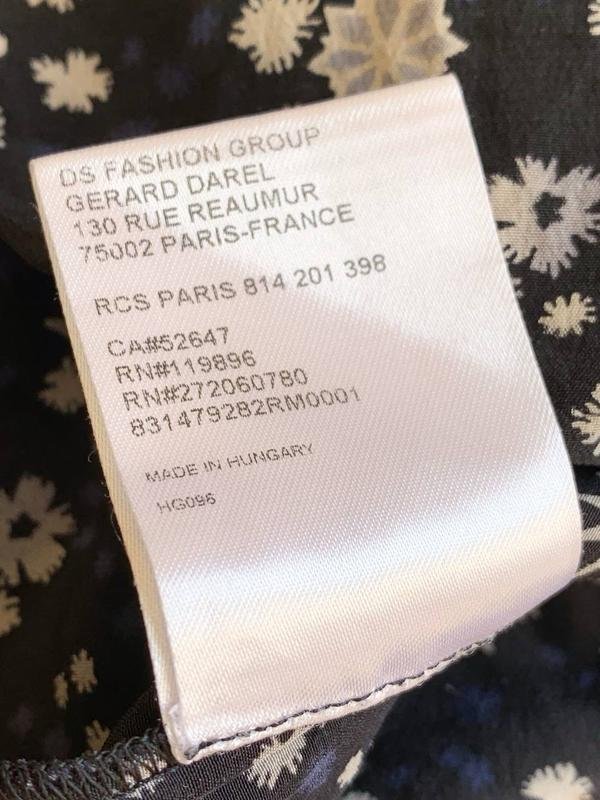 DS FASHION GROUP
GERARD DAREL
130 RUE REAUMUR
75002 PARIS-FRANCE
RCS PARIS 814 201 398
CA#52647
RN#119896
RN#272060780
831479282RM0001
MADE IN HUNGARY
HG096